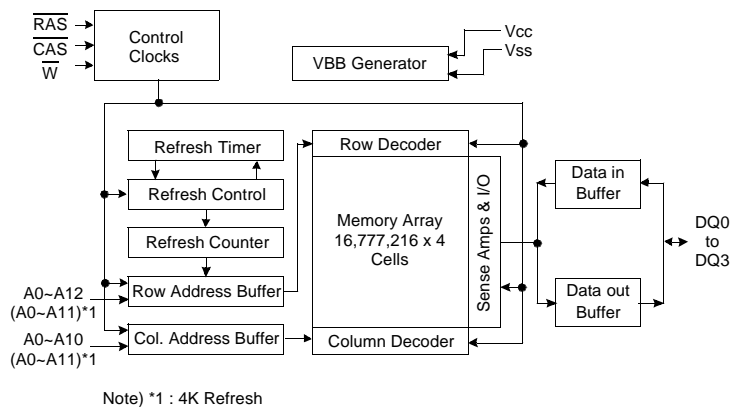 RAS
CAS
W
Control
Clocks
VBB Generator
Vcc
Vss
Refresh Timer
Refresh Control
Refresh Counter
Row Address Buffer
Col. Address Buffer
A0~A12
(A0~A11)*1
A0~A10
(A0~A11)*1
Row Decoder
Memory Array
16,777,216 x 4
Cells
Column Decoder
Sense Amps & I/O
Data in
Buffer
Data out
Buffer
DQ0
to
DQ3
Note) *1 : 4K Refresh